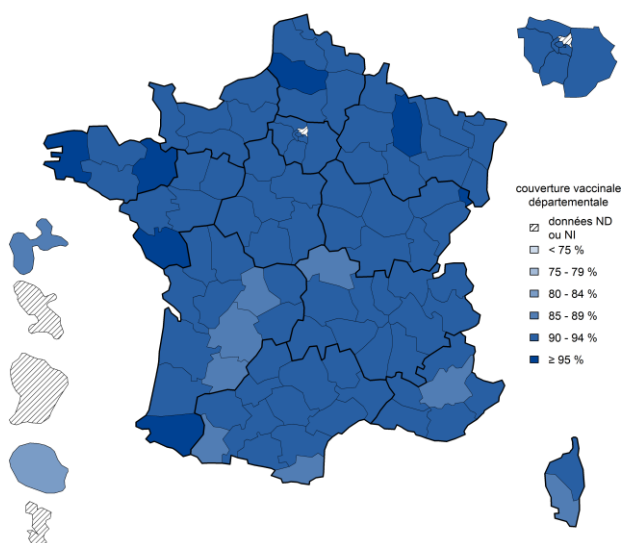 couverture vaccinale
départementale
données ND
ou NI
< 75 %
75 - 79 %
80 - 84 %
85 - 89 %
90 - 94 %
≥ 95 %